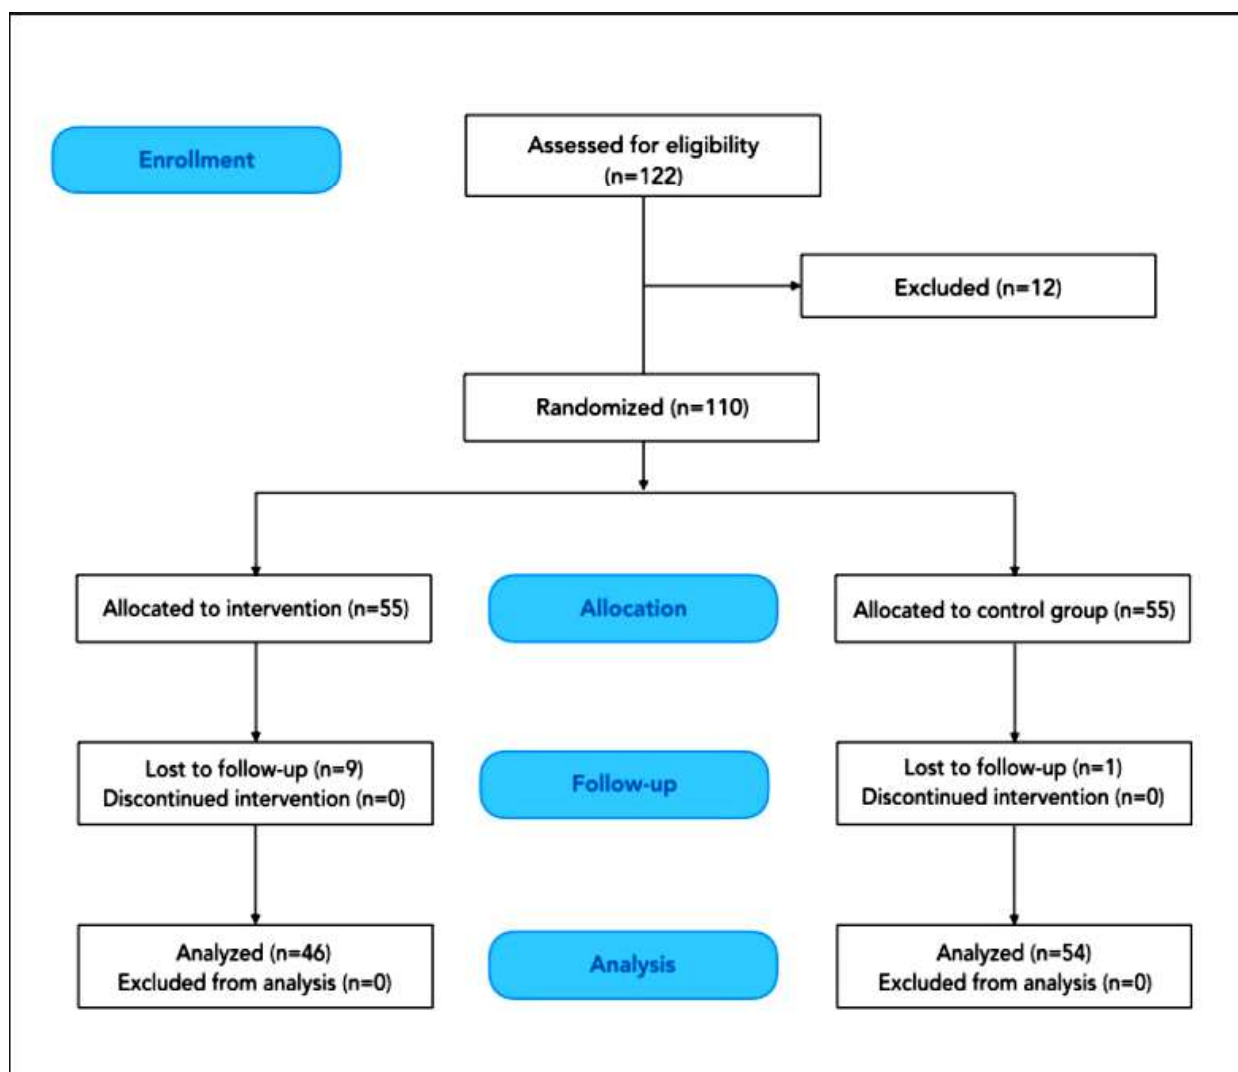 Enrollment
Assessed for eligibility
(n=122)
Excluded (n=12)
Randomized (n=110)
Allocated to intervention (n=55)
Allocation
Allocated to control group (n=55)
Lost to follow-up (n=9)
Discontinued intervention (n=0)
Follow-up
Lost to follow-up (n=1)
Discontinued intervention (n=0)
Analyzed (n=46)
Excluded from analysis (n=0)
Analysis
Analyzed (n=54)
Excluded from analysis (n=0)